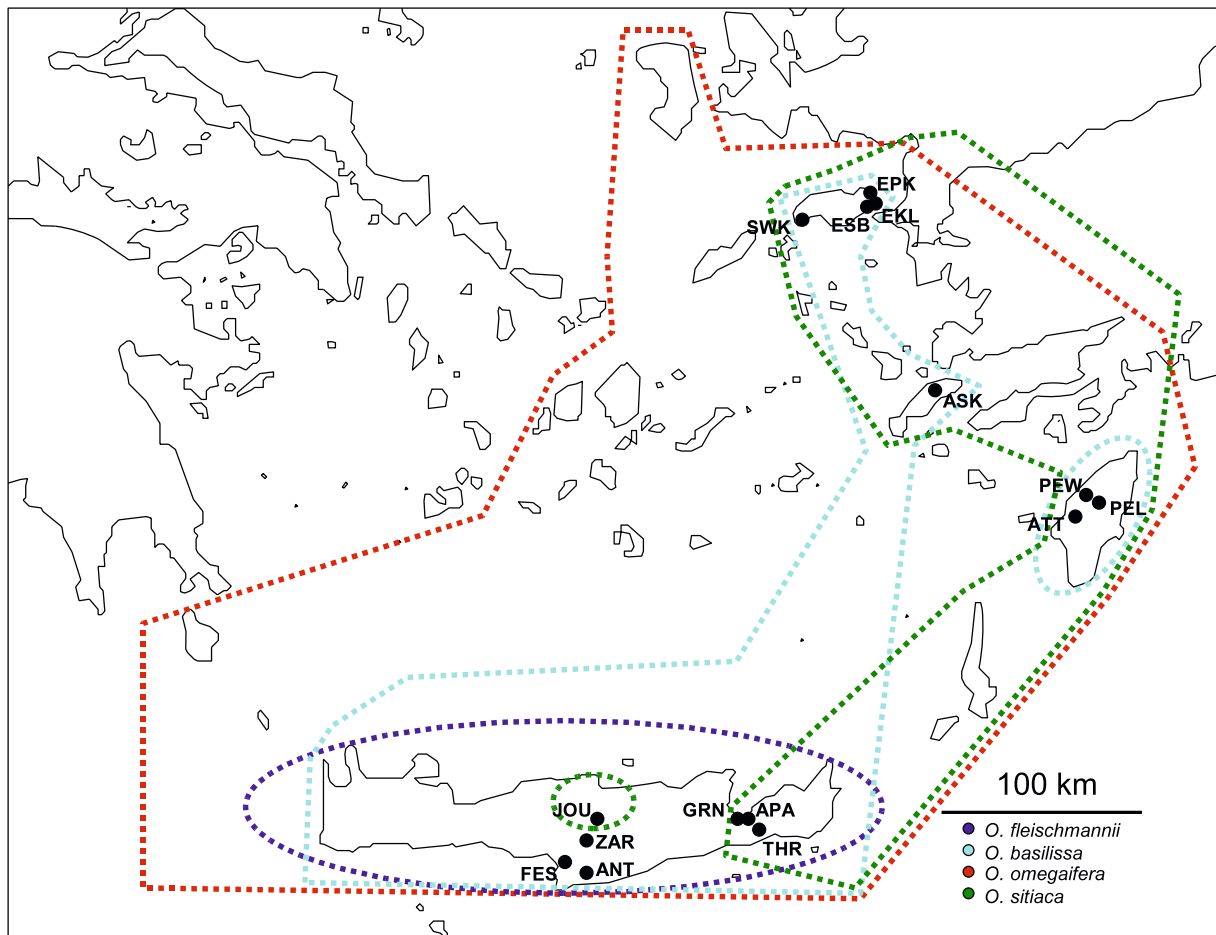 EPK
EKL
ESB
SWK
ASK
PEW
PEL
ATT
JOU
GRN
APA
ZAR
THR
FES
ANT
100 km
O. fleischmannii
O. basilissa
O. omegaifera
O. sitiaca